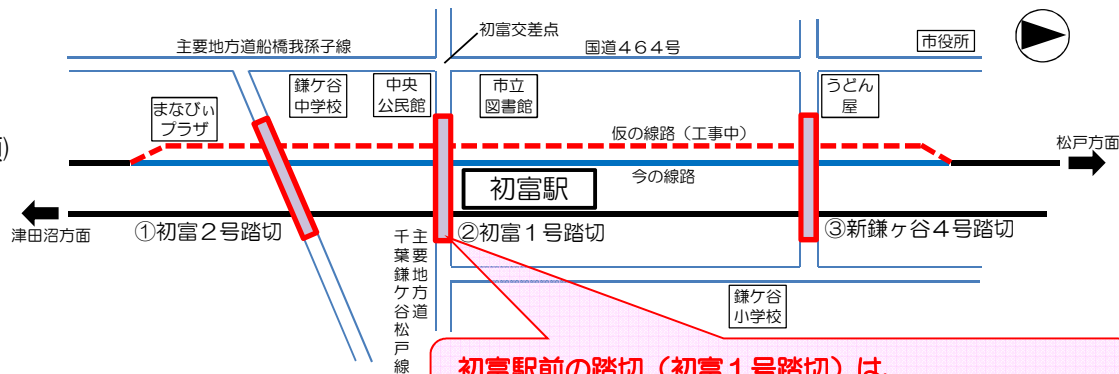 初富交差点
主要地方道船橋我孫子線
国道４６４号
市役所
鎌ケ谷
中学校
中央
公民館
市立
図書館
うどん
屋
まなびぃ
プラザ
仮の線路（工事中）
松戸方面
今の線路
初富駅
津田沼方面
①初富２号踏切
②初富１号踏切
③新鎌ヶ谷４号踏切
主要地方道
千葉鎌ケ谷松戸線
鎌ケ谷
小学校
初富駅前の踏切（初富１号踏切）は、